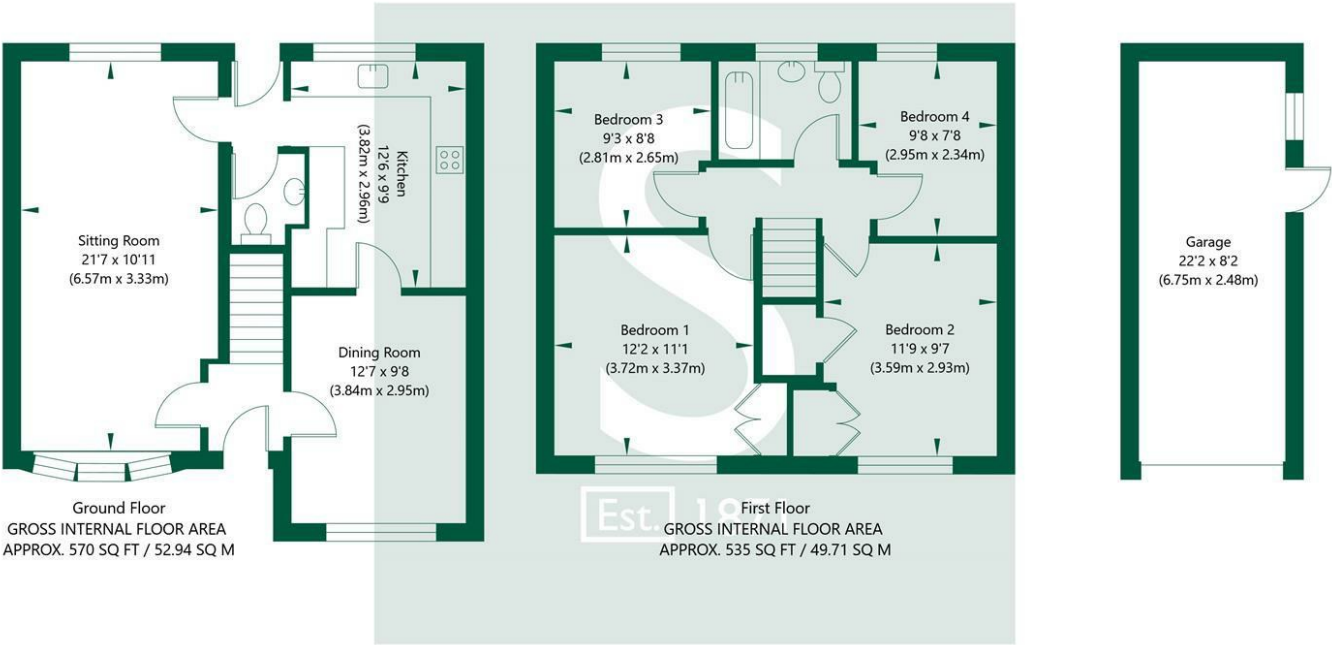 Sitting Room
21'7 x 10'11
(6.57m x 3.33m)
Kitchen
12'6 x 9'9
(3.82m x 2.96m)
Dining Room
12'7 x 9'8
(3.84m x 2.95m)
Ground Floor
GROSS INTERNAL FLOOR AREA
APPROX. 570 SQ FT / 52.94 SQ M
Bedroom 3
9'3 x 8'8
(2.81m x 2.65m)
Bedroom 4
9'8 x 7'8
(2.95m x 2.34m)
Bedroom 1
12'2 x 11'1
(3.72m x 3.37m)
Bedroom 2
11'9 x 9'7
(3.59m x 2.93m)
S
Est. 1871
First Floor
GROSS INTERNAL FLOOR AREA
APPROX. 535 SQ FT / 49.71 SQ M
Garage
22'2 x 8'2
(6.75m x 2.48m)